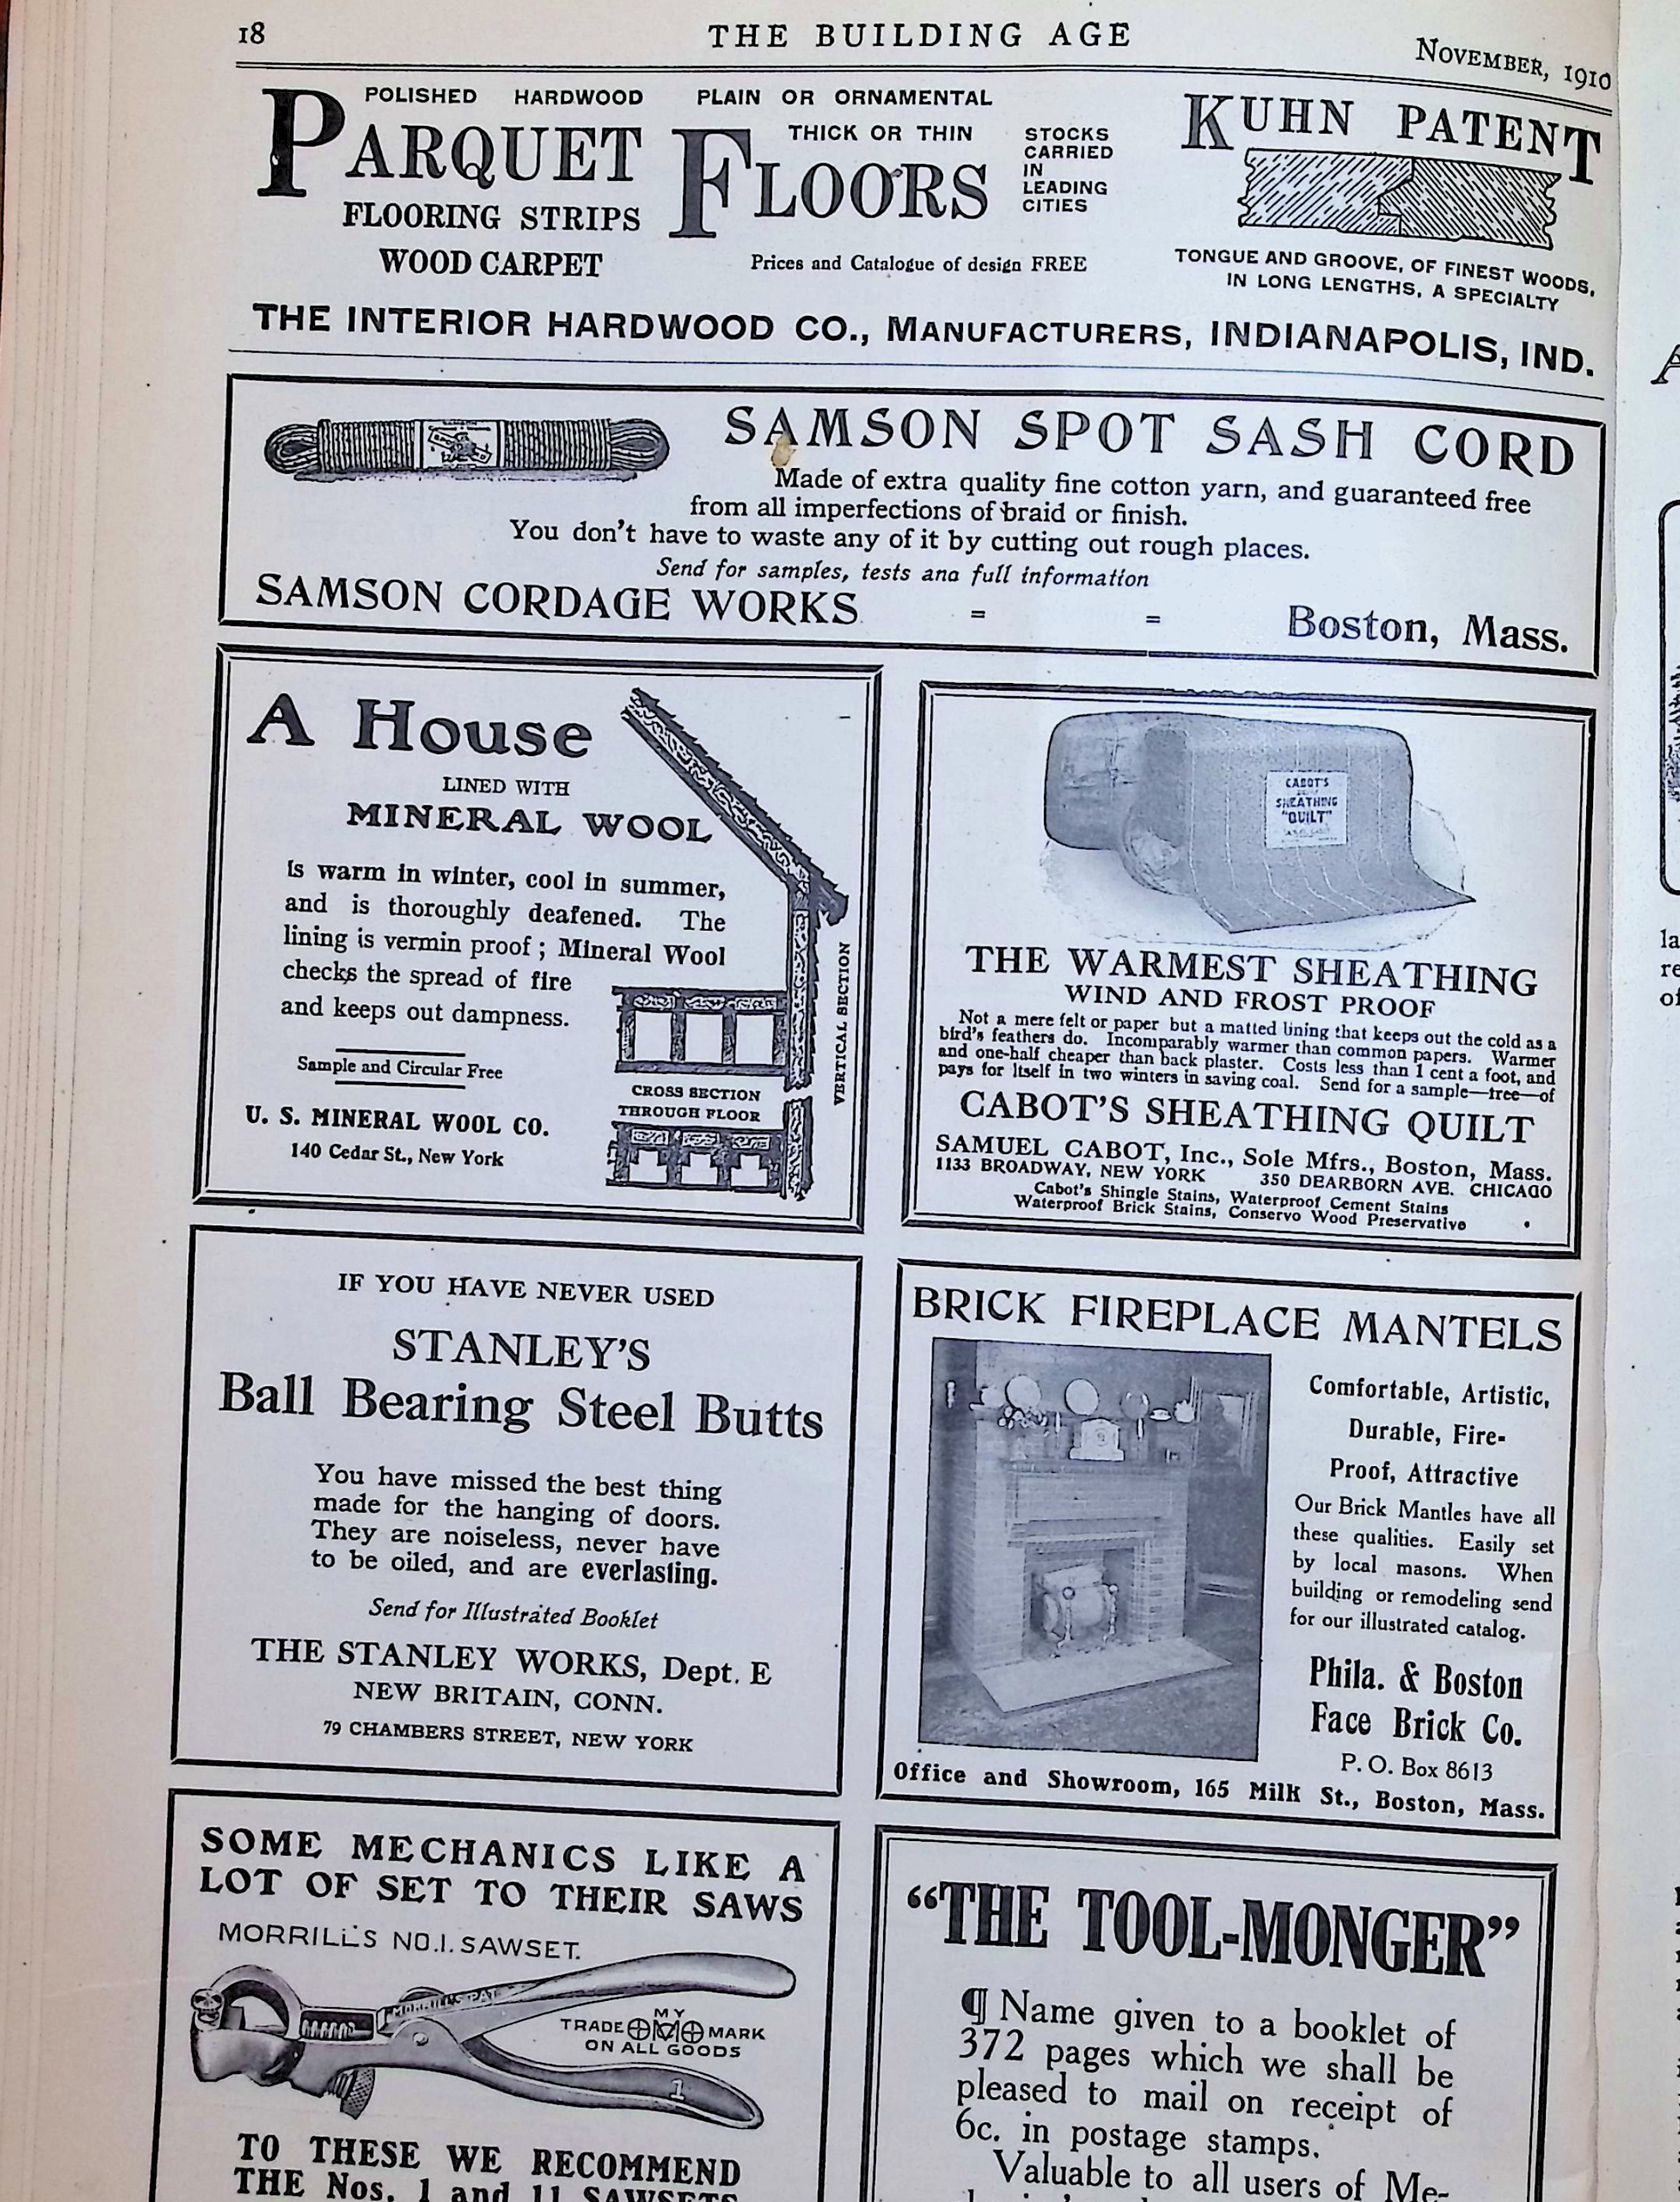 18
THE BUILDING AGE
NOVEMBER, 1910
POLISHED HARDWOOD
PARQUET
FLOORING STRIPS
WOOD CARPET
PLAIN OR ORNAMENTAL
THICK OR THIN
FLOORS
STOCKS
CARRIED
IN
LEADING
CITIES
Prices and Catalogue of design FREE
KUHN PATENT
TONGUE AND GROOVE, OF FINEST WOODS,
IN LONG LENGTHS, A SPECIALTY
THE INTERIOR HARDWOOD CO., MANUFACTURERS, INDIANAPOLIS, IND.
SAMSON SPOT SASH CORD
Made of extra quality fine cotton yarn, and guaranteed free
from all imperfections of braid or finish.
You don't have to waste any of it by cutting out rough places.
Send for samples, tests and full information
SAMSON CORDAGE WORKS = = Boston, Mass.
A House
LINED WITH
MINERAL WOOL
is warm in winter, cool in summer,
and is thoroughly deafened. The
lining is vermin proof; Mineral Wool
checks the spread of fire
and keeps out dampness.
Sample and Circular Free
U. S. MINERAL WOOL CO.
140 Cedar St., New York
VERTICAL SECTION
CROSS SECTION
THROUGH FLOOR
CABOT'S
SHEATHING
"QUILT"
THE WARMEST SHEATHING
WIND AND FROST PROOF
Not a mere felt or paper but a matted lining that keeps out the cold as a
bird's feathers do. Incomparably warmer than common papers. Warmer
and one-half cheaper than back plaster. Costs less than 1 cent a foot, and
pays for itself in two winters in saving coal. Send for a sample—free—of
CABOT'S SHEATHING QUILT
SAMUEL CABOT, Inc., Sole Mfrs., Boston, Mass.
1133 BROADWAY, NEW YORK 350 DEARBORN AVE. CHICAGO
Cabot's Shingle Stains, Waterproof Cement Stains
Waterproof Brick Stains, Conservo Wood Preservative
IF YOU HAVE NEVER USED
STANLEY'S
Ball Bearing Steel Butts
You have missed the best thing
made for the hanging of doors.
They are noiseless, never have
to be oiled, and are everlasting.
Send for Illustrated Booklet
THE STANLEY WORKS, Dept. E
NEW BRITAIN, CONN.
79 CHAMBERS STREET, NEW YORK
BRICK FIREPLACE MANTELS
Comfortable, Artistic,
Durable, Fire-
Proof, Attractive
Our Brick Mantles have all
these qualities. Easily set
by local masons. When
building or remodeling send
for our illustrated catalog.
Phila. & Boston
Face Brick Co.
P. O. Box 8613
Office and Showroom, 165 Milk St., Boston, Mass.
SOME MECHANICS LIKE A
LOT OF SET TO THEIR SAWS
MORRILL'S NO.1. SAWSET.
MORRILL'S PAT
MY
TRADE MARK
ON ALL GOODS
1
TO THESE WE RECOMMEND
THE Nos. 1 and 11 SAWSETS
"THE TOOL-MONGER"
¶ Name given to a booklet of
372 pages which we shall be
pleased to mail on receipt of
6c. in postage stamps.
Valuable to all users of Me-
la
re
of